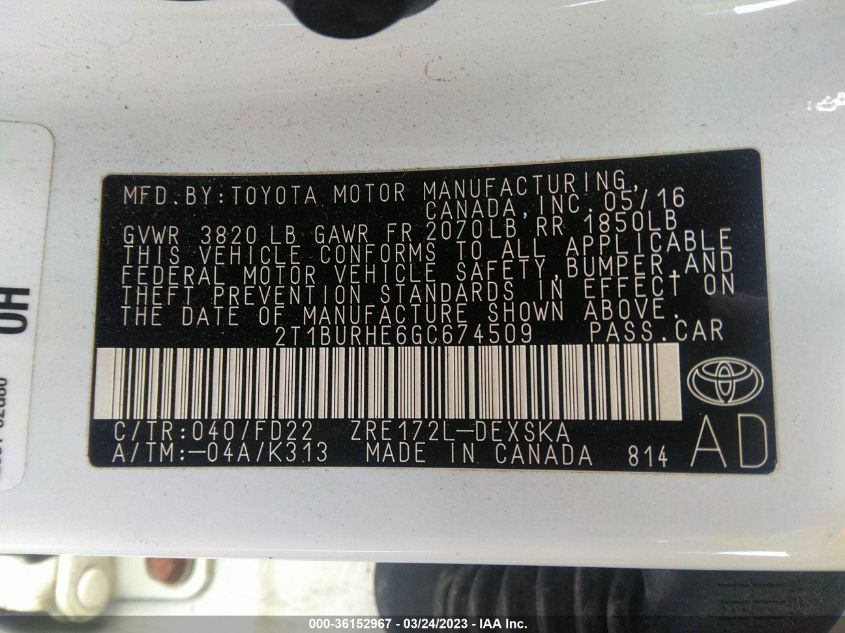 MFD.BY:TOYOTA MOTOR MANUFACTURING,
CANADA,INC. 05/16
GVWR 3820 LB GAWR FR 2070LB RR 1850LB
THIS VEHICLE CONFORMS TO ALL APPLICABLE
FEDERAL MOTOR VEHICLE SAFETY,BUMPER,AND
THEFT PREVENTION STANDARDS IN EFFECT ON
THE DATE OF MANUFACTURE SHOWN ABOVE.
2T1BURHE6GC674509 PASS.CAR
C/TR:040/FD22 ZRE172L-DEXSKA
A/TM:-04A/K313 MADE IN CANADA 814
AD
OH
000-36152967 - 03/24/2023 - IAA Inc.